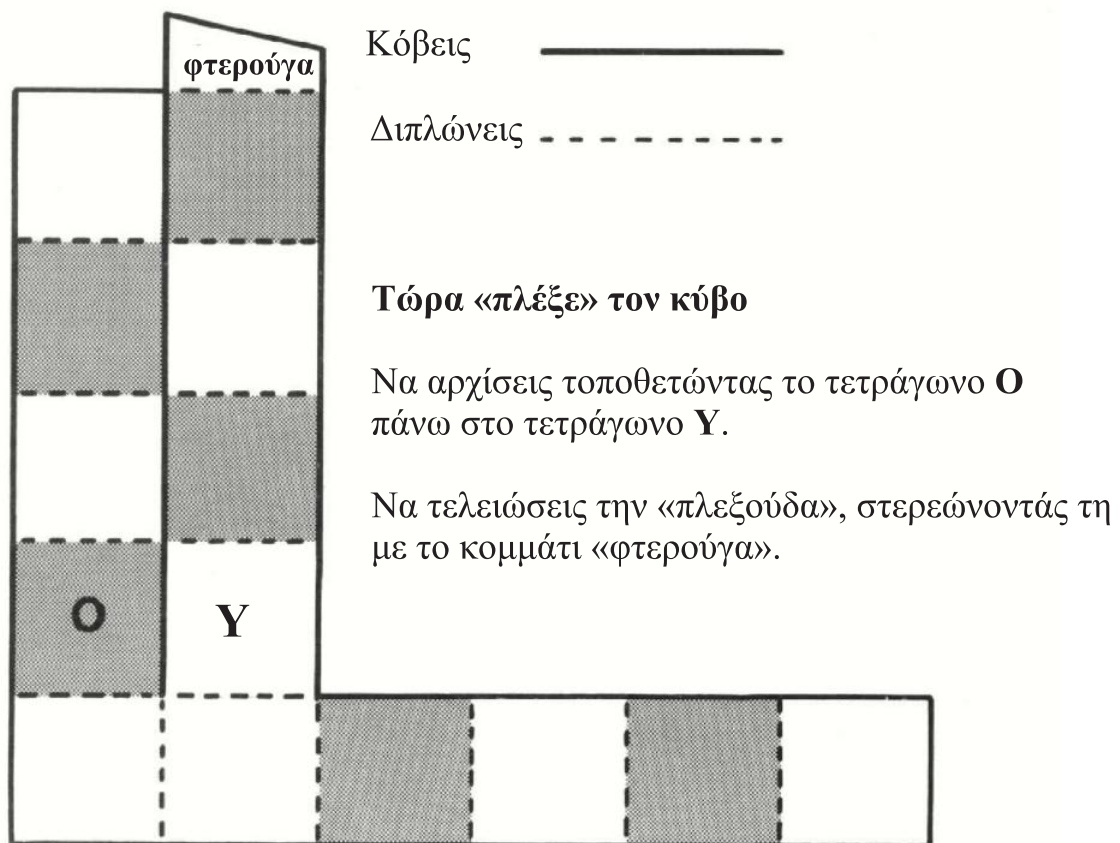 φτερούγα
Κόβεις
Διπλώνεις
Τώρα «πλέξε» τον κύβο
Να αρχίσεις τοποθετώντας το τετράγωνο Ο
πάνω στο τετράγωνο Υ.
Να τελειώσεις την «πλεξούδα», στερεώνοντάς τη
με το κομμάτι «φτερούγα».
Ο
Υ